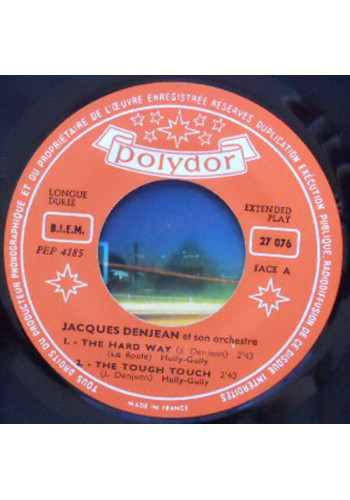 TOUS DROITS DU PRODUCTEUR PHONOGRAPHIQUE ET DU PROPRIÉTAIRE DE L'ŒUVRE ENREGISTRÉE RÉSERVÉS DUPLICATION EXÉCUTION PUBLIQUE, RADIODIFFUSION DE CE DISQUE INTERDITES
polydor
LONGUE
DURÉE
EXTENDED
PLAY
B.I.E.M.
27 076
PEP 4185
FACE A
JACQUES DENJEAN et son orchestre
1. - THE HARD WAY (J. Denjean) 2'43
(La Route) Hully-Gully
2. - THE TOUGH TOUCH 2'40
(J. Denjean) Hully-Gully
MADE IN FRANCE